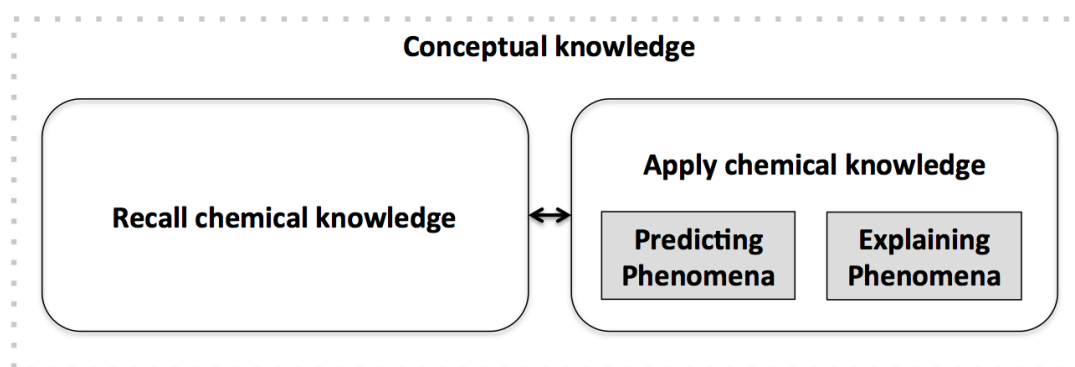 Conceptual knowledge
Recall chemical knowledge
Apply chemical knowledge
Predicting
Phenomena
Explaining
Phenomena